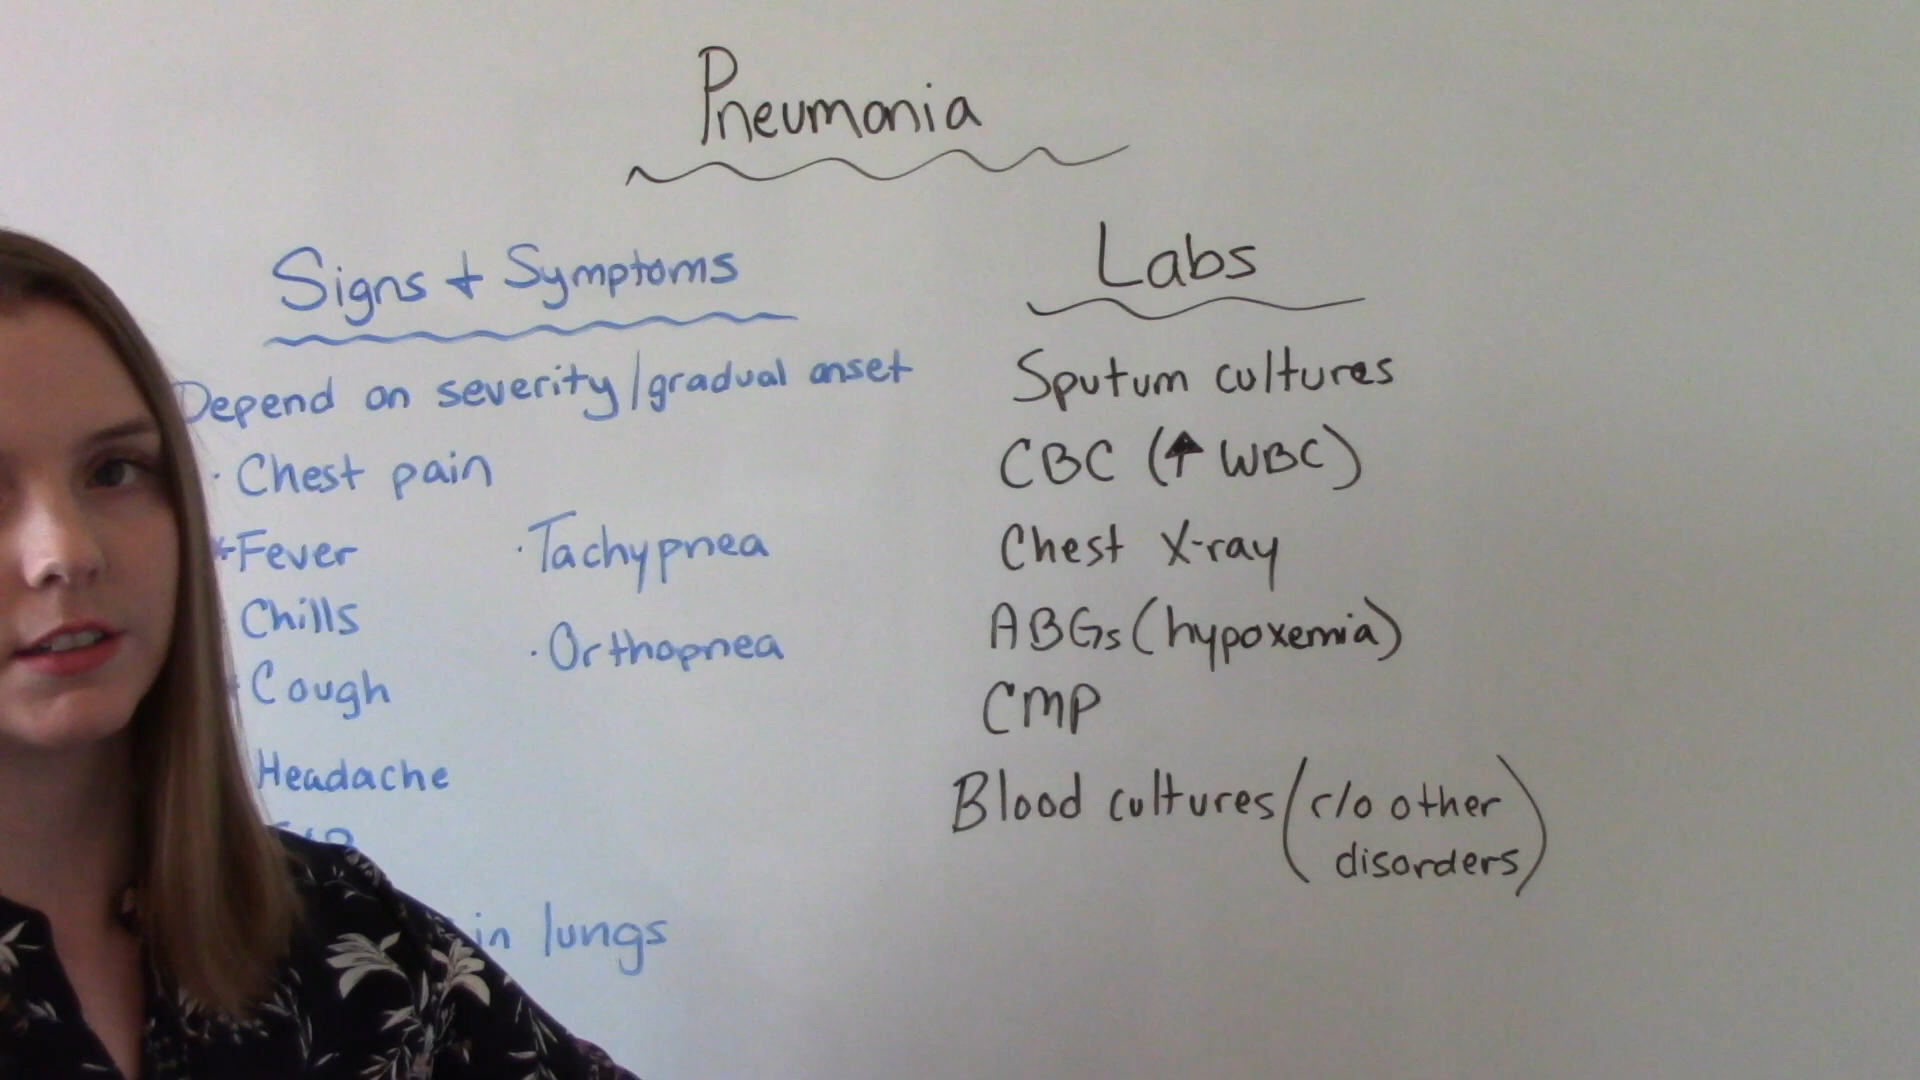 Pneumonia
Signs + Symptoms
Depend on severity/gradual onset
· Chest pain
*Fever
Chills
Cough
Headache
in lungs
· Tachypnea
· Orthopnea
Labs
Sputum cultures
CBC (↑ WBC)
Chest X-ray
ABGs (hypoxemia)
CMP
Blood cultures (r/o other
disorders)